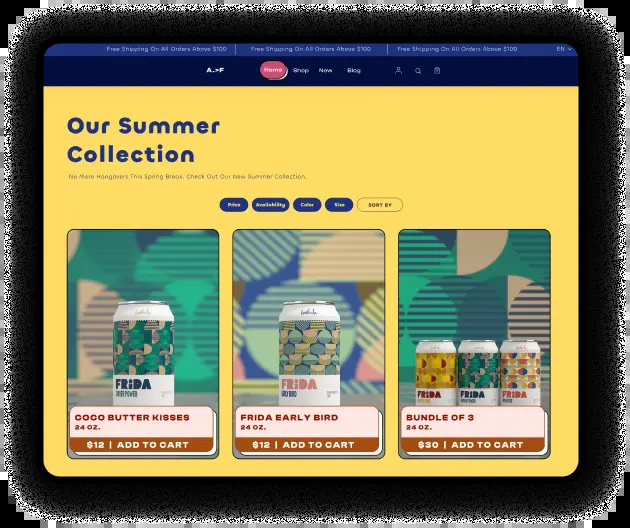 Free Shipping On All Orders Above $100 Free Shipping On All Orders Above $100 Free Shipping On All Orders Above $100 EN
A.>F Home Shop New Blog
Our Summer
Collection
No More Hangovers This Spring Break. Check Out Our New Summer Collection.
Price Availability Color Size SORT BY
FRiDA
FRiDA
EARLY BIRD
FRiDA
FRiDA
FRiDA
COCO BUTTER KISSES
24 OZ.
$12 | ADD TO CART
FRIDA EARLY BIRD
24 OZ.
$12 | ADD TO CART
BUNDLE OF 3
24 OZ.
$30 | ADD TO CART